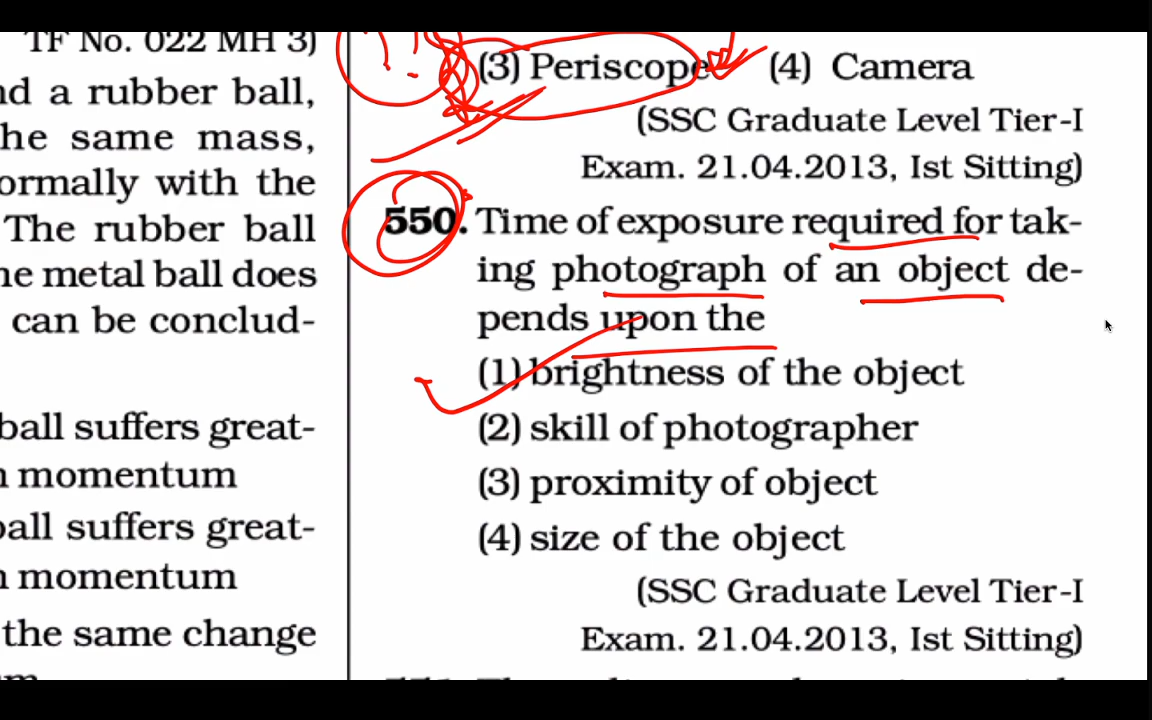 TF No. 022 MH 3)
nd a rubber ball,
he same mass,
ormally with the
The rubber ball
ne metal ball does
can be conclud-
ball suffers great-
momentum
ball suffers great-
momentum
the same change
(3) Periscope (4) Camera
(SSC Graduate Level Tier-I
Exam. 21.04.2013, Ist Sitting)
550. Time of exposure required for tak-
ing photograph of an object de-
pends upon the
(1) brightness of the object
(2) skill of photographer
(3) proximity of object
(4) size of the object
(SSC Graduate Level Tier-I
Exam. 21.04.2013, Ist Sitting)